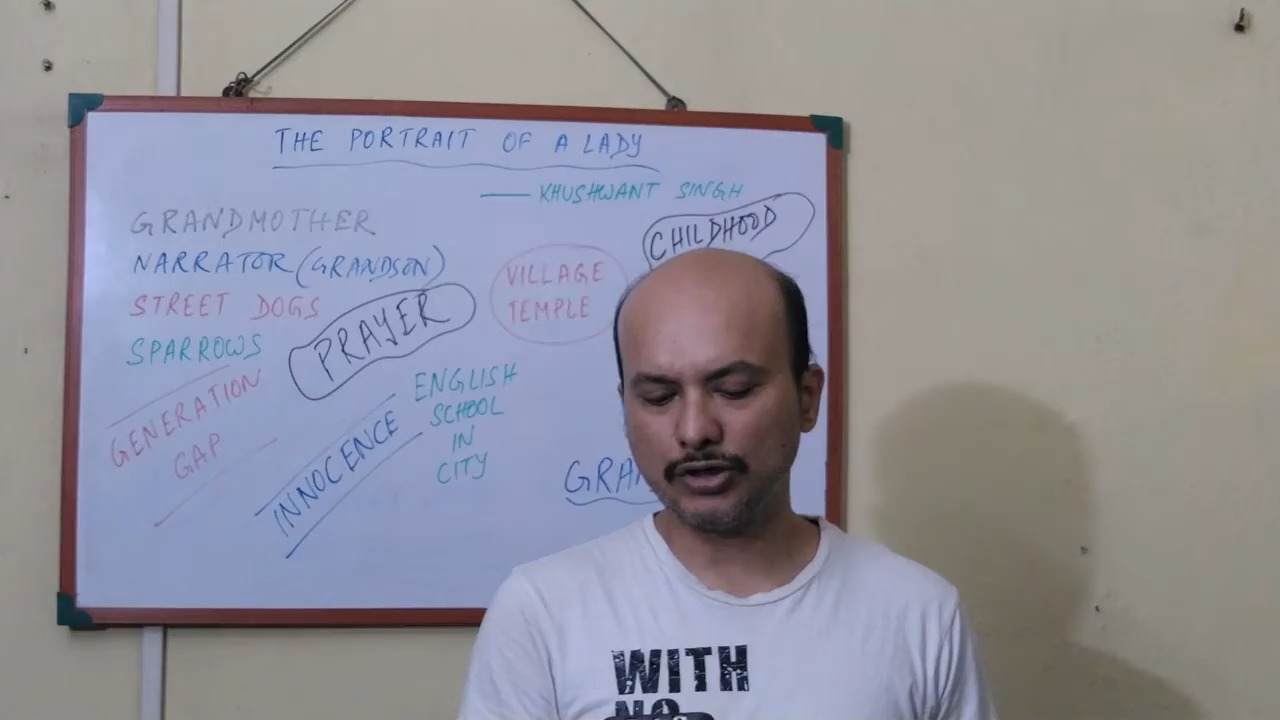 THE PORTRAIT OF A LADY
KHUSHWANT SINGH
GRANDMOTHER
CHILDHOOD
NARRATOR (GRANDSON)
VILLAGE
TEMPLE
STREET DOGS
PRAYER
SPARROWS
ENGLISH
SCHOOL
IN
CITY
GENERATION
GAP
INNOCENCE
WITH
NO